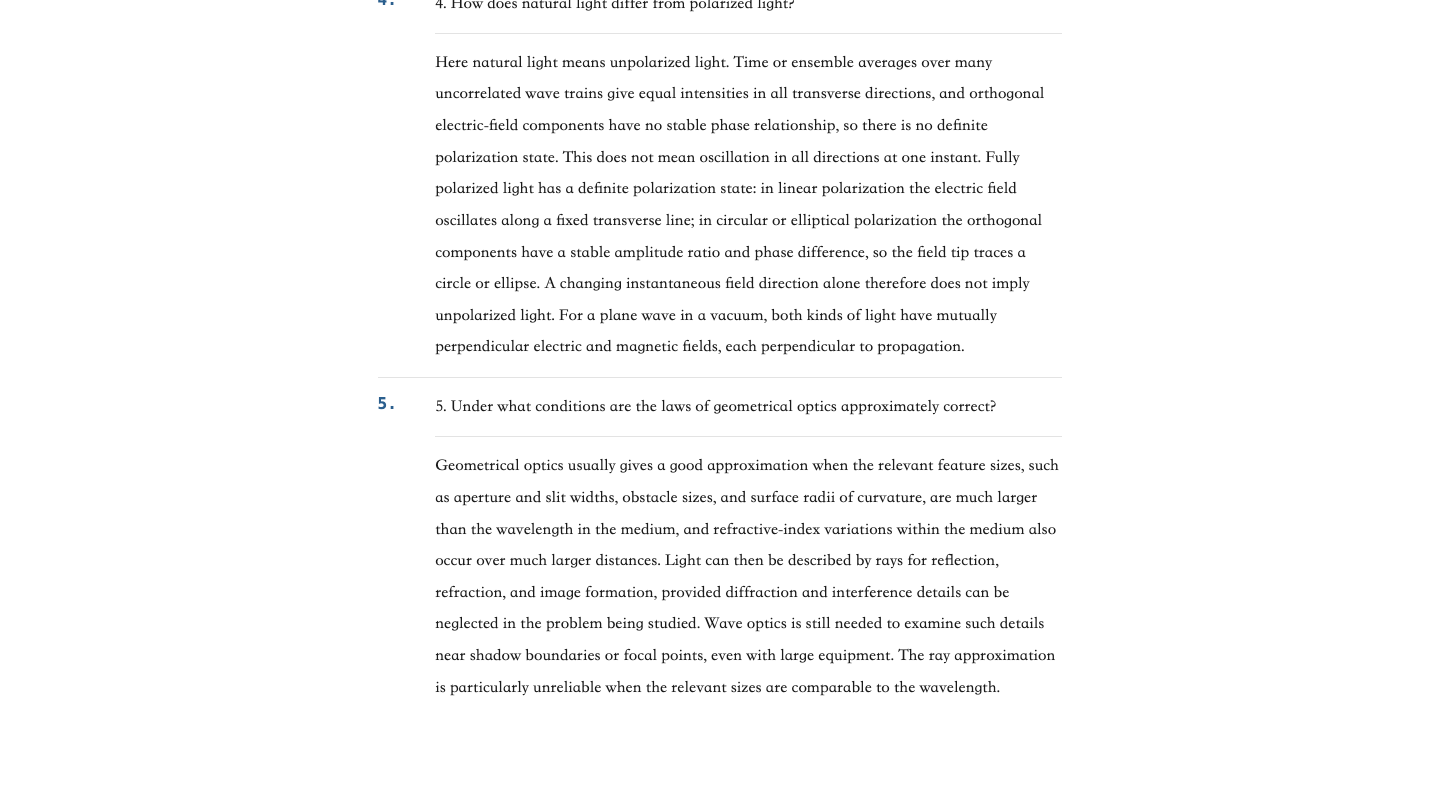 4. 4. How does natural light differ from polarized light?
Here natural light means unpolarized light. Time or ensemble averages over many
uncorrelated wave trains give equal intensities in all transverse directions, and orthogonal
electric-field components have no stable phase relationship, so there is no definite
polarization state. This does not mean oscillation in all directions at one instant. Fully
polarized light has a definite polarization state: in linear polarization the electric field
oscillates along a fixed transverse line; in circular or elliptical polarization the orthogonal
components have a stable amplitude ratio and phase difference, so the field tip traces a
circle or ellipse. A changing instantaneous field direction alone therefore does not imply
unpolarized light. For a plane wave in a vacuum, both kinds of light have mutually
perpendicular electric and magnetic fields, each perpendicular to propagation.
5. 5. Under what conditions are the laws of geometrical optics approximately correct?
Geometrical optics usually gives a good approximation when the relevant feature sizes, such
as aperture and slit widths, obstacle sizes, and surface radii of curvature, are much larger
than the wavelength in the medium, and refractive-index variations within the medium also
occur over much larger distances. Light can then be described by rays for reflection,
refraction, and image formation, provided diffraction and interference details can be
neglected in the problem being studied. Wave optics is still needed to examine such details
near shadow boundaries or focal points, even with large equipment. The ray approximation
is particularly unreliable when the relevant sizes are comparable to the wavelength.